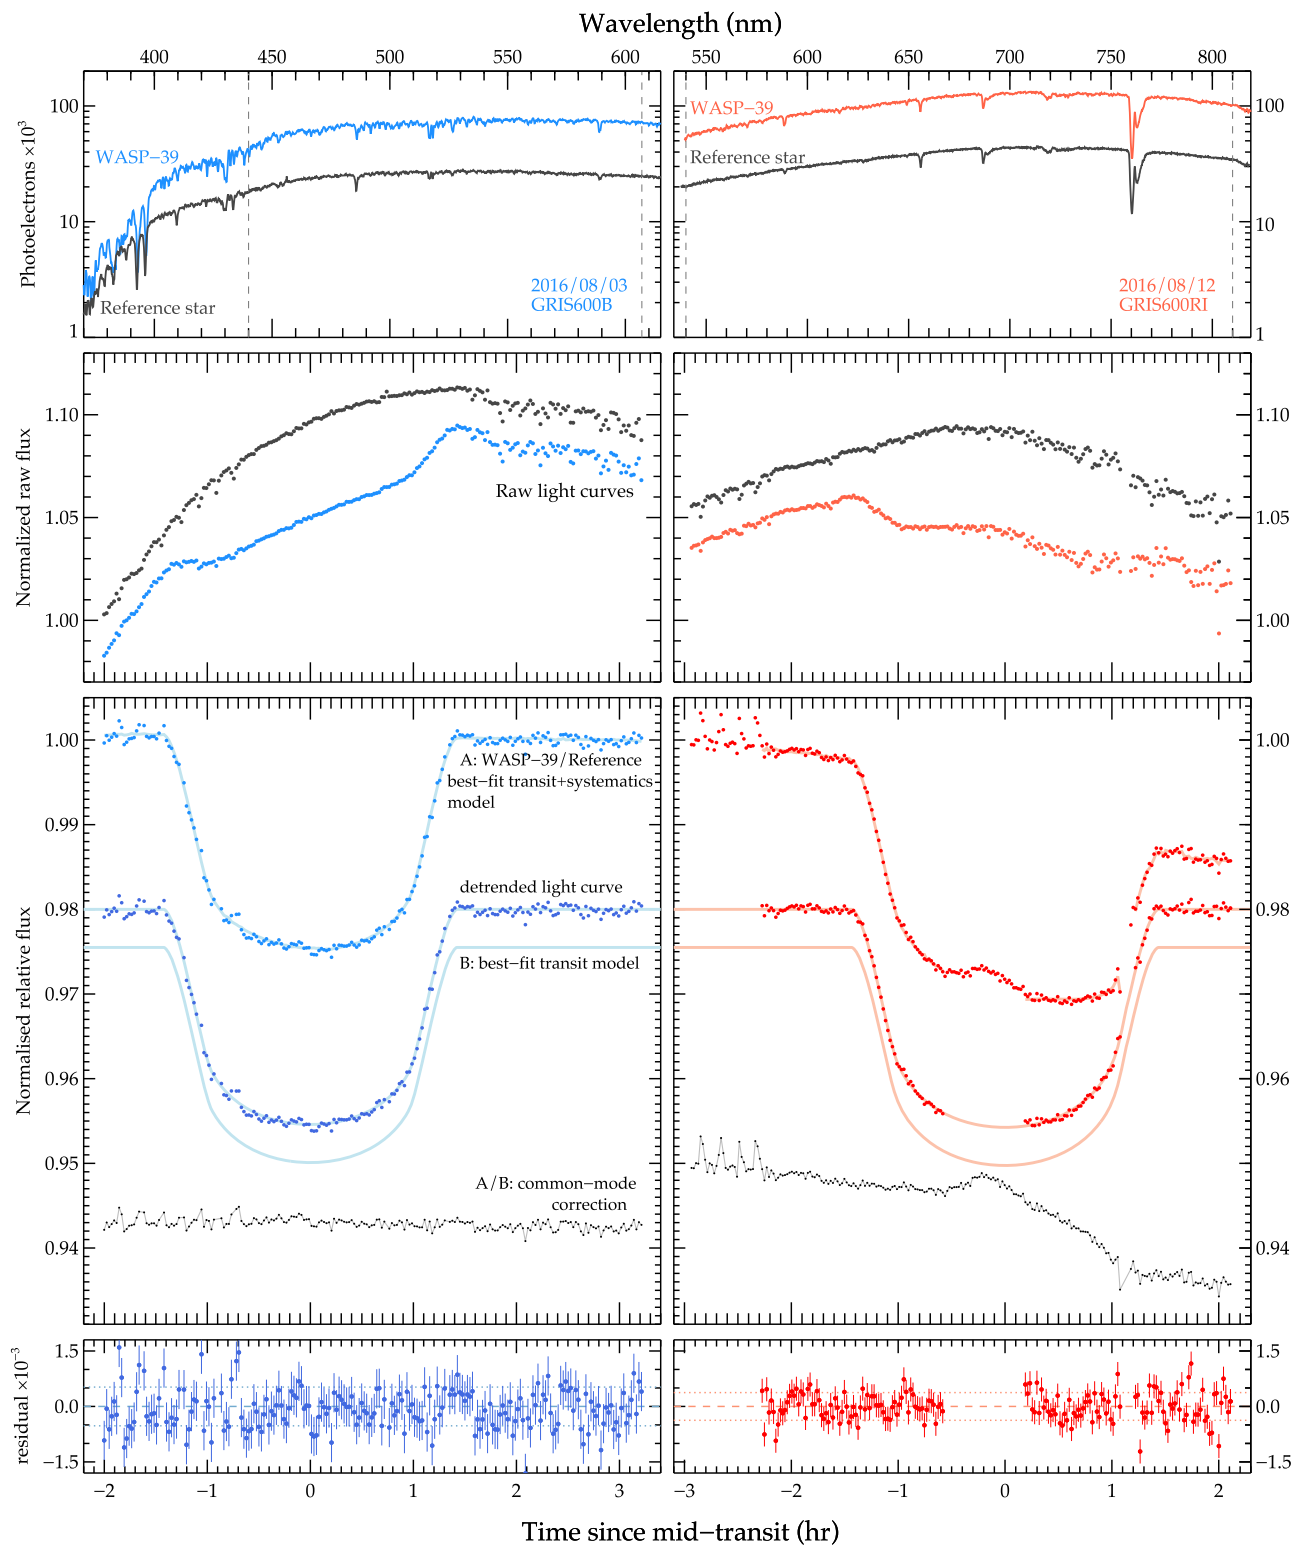 Wavelength (nm)
400 450 500 550 600 550 600 650 700 750 800
100 100
10 10
1 1
Photoelectrons ×10³
WASP−39
Reference star
2016/08/03
GRIS600B
WASP−39
Reference star
2016/08/12
GRIS600RI
Normalized raw flux
1.10 1.10
1.05 1.05
1.00 1.00
Raw light curves
Normalised relative flux
1.00 1.00
0.99
0.98 0.98
0.97
0.96 0.96
0.95
0.94 0.94
A: WASP−39/Reference
best−fit transit+systematics
model
detrended light curve
B: best−fit transit model
A/B: common−mode
correction
residual ×10⁻³
1.5 1.5
0.0 0.0
−1.5 −1.5
−2 −1 0 1 2 3 −3 −2 −1 0 1 2
Time since mid−transit (hr)